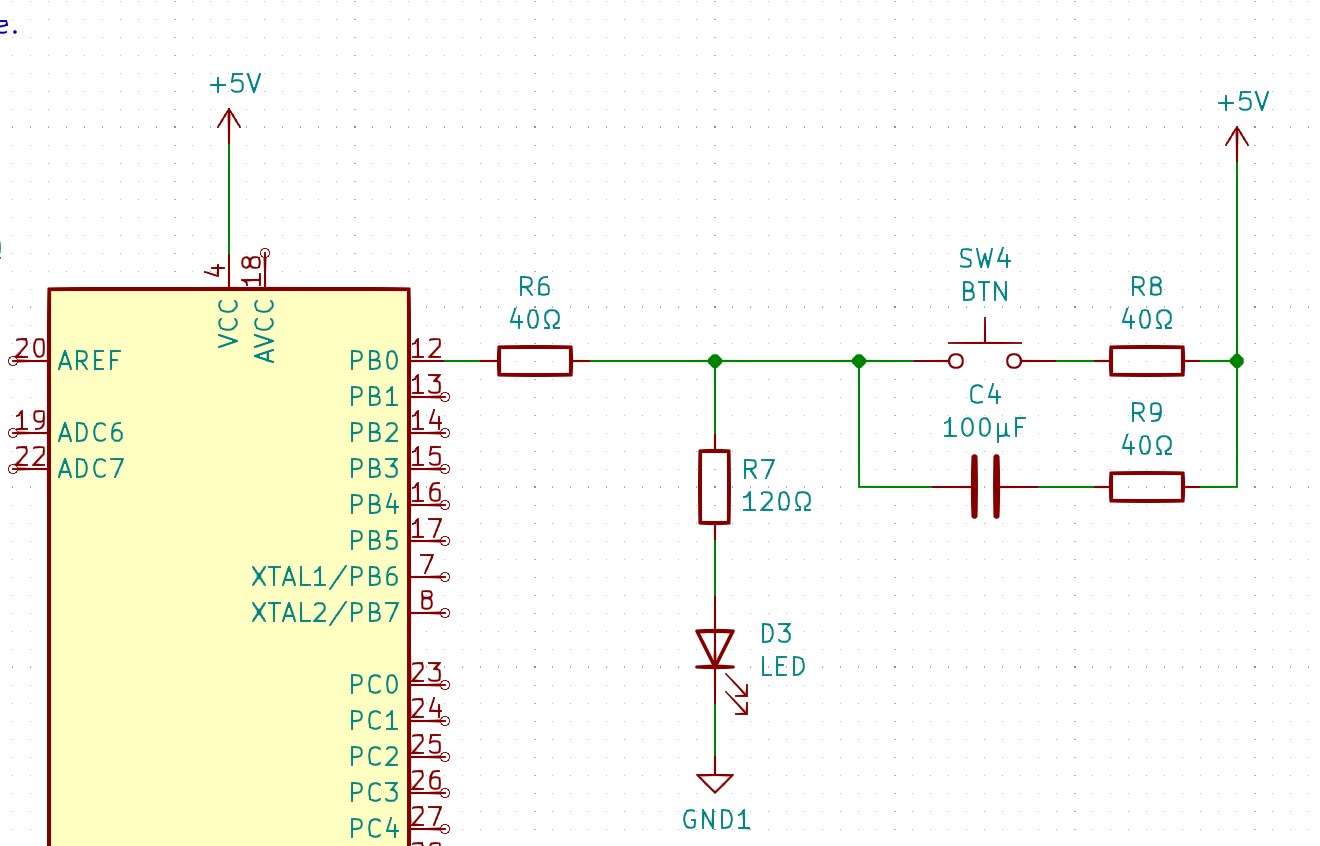 e.
+5V
+5V
4
18
VCC
AVCC
SW4
BTN
R6
40Ω
R8
40Ω
20
AREF
PB0
12
PB1
13
C4
100µF
R9
40Ω
19
ADC6
PB2
14
22
ADC7
PB3
15
R7
120Ω
PB4
16
PB5
17
XTAL1/PB6
7
XTAL2/PB7
8
D3
LED
PC0
23
PC1
24
PC2
25
PC3
26
PC4
27
GND1